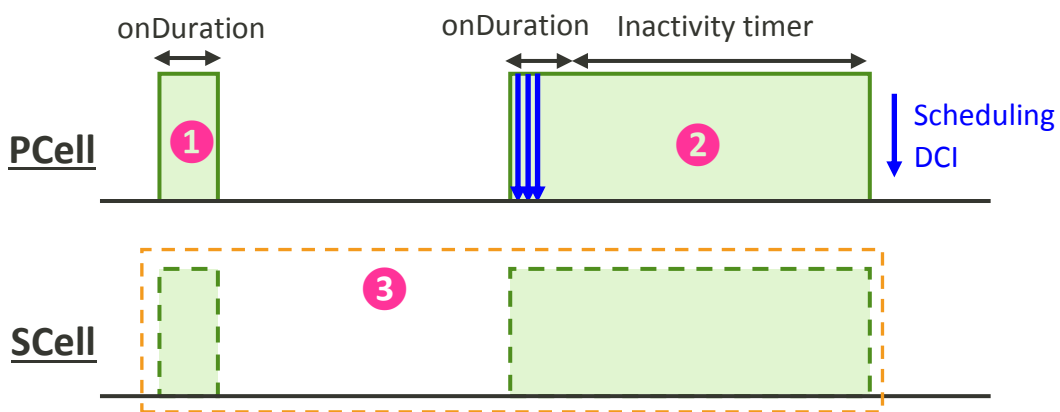 onDuration
onDuration
Inactivity timer
PCell
1
2
Scheduling
DCI
3
SCell